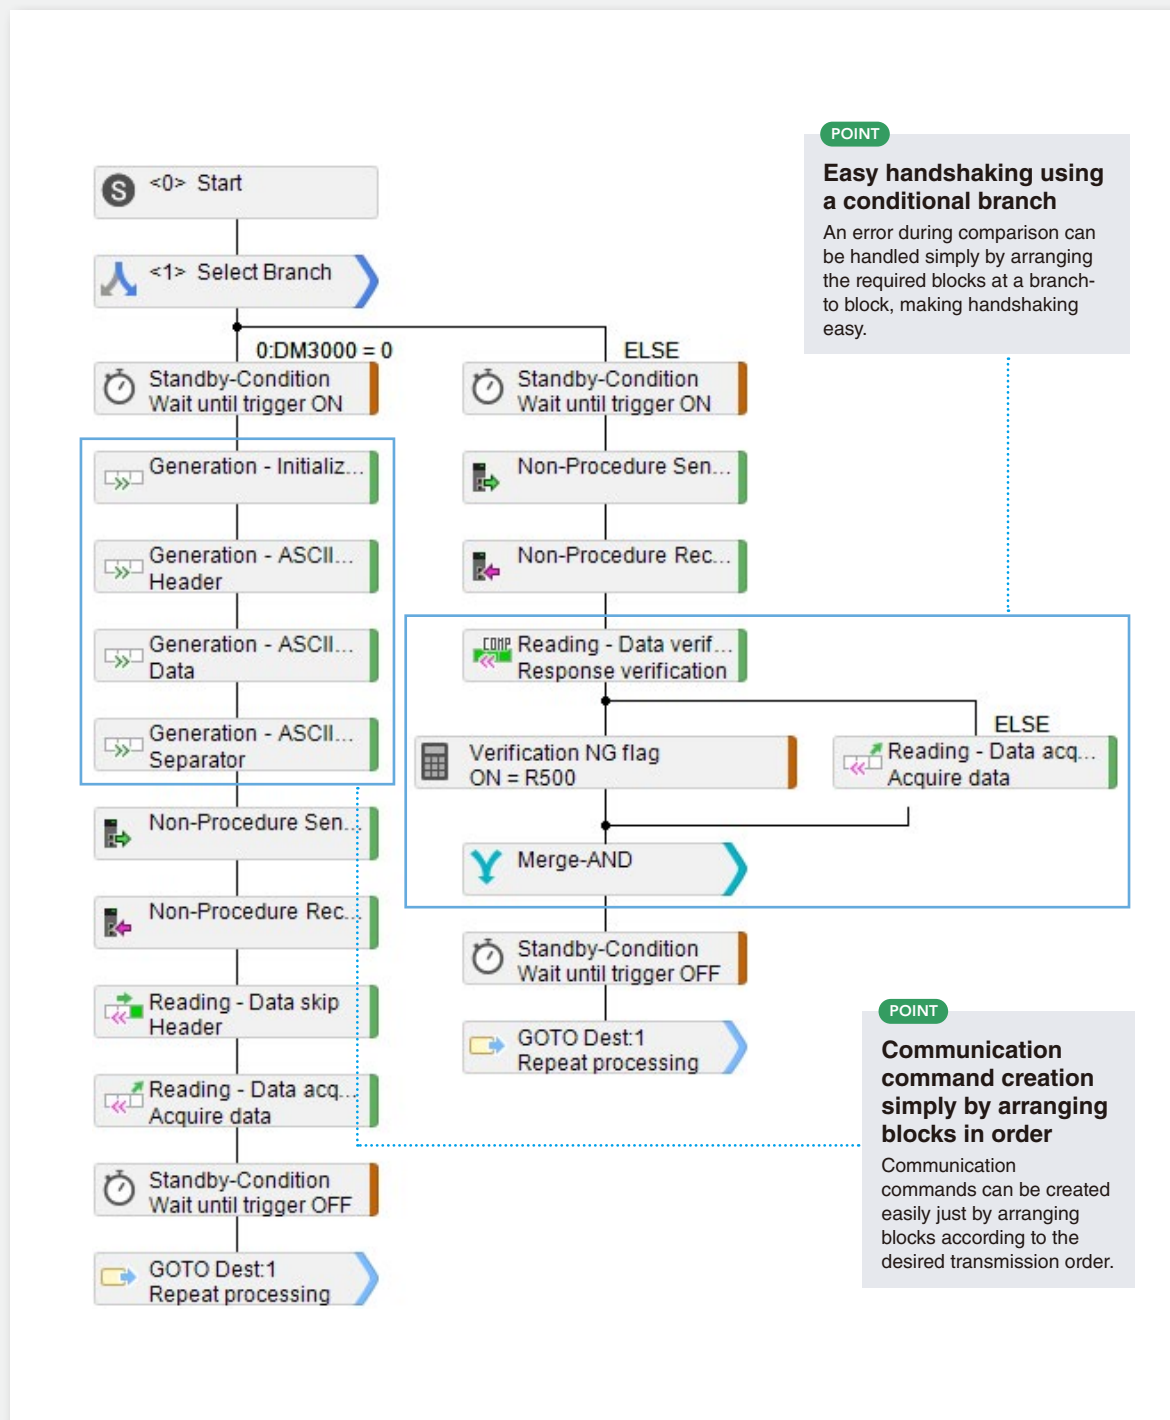 <0> Start
<1> Select Branch
0:DM3000 = 0
Standby-Condition
Wait until trigger ON
Generation - Initializ...
Generation - ASCII...
Header
Generation - ASCII...
Data
Generation - ASCII...
Separator
Non-Procedure Sen...
Non-Procedure Rec...
Reading - Data skip
Header
Reading - Data acq...
Acquire data
Standby-Condition
Wait until trigger OFF
GOTO Dest:1
Repeat processing
ELSE
Standby-Condition
Wait until trigger ON
Non-Procedure Sen...
Non-Procedure Rec...
COMP
Reading - Data verif...
Response verification
Verification NG flag
ON = R500
ELSE
Reading - Data acq...
Acquire data
Merge-AND
Standby-Condition
Wait until trigger OFF
GOTO Dest:1
Repeat processing
POINT
Easy handshaking using
a conditional branch
An error during comparison can
be handled simply by arranging
the required blocks at a branch-
to block, making handshaking
easy.
POINT
Communication
command creation
simply by arranging
blocks in order
Communication
commands can be created
easily just by arranging
blocks according to the
desired transmission order.